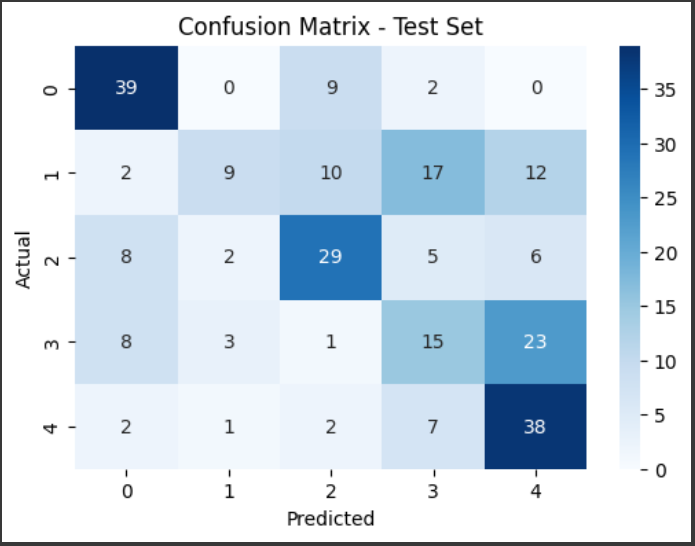 Confusion Matrix - Test Set
Actual
0 39 0 9 2 0
1 2 9 10 17 12
2 8 2 29 5 6
3 8 3 1 15 23
4 2 1 2 7 38
0 1 2 3 4
Predicted
35
30
25
20
15
10
5
0